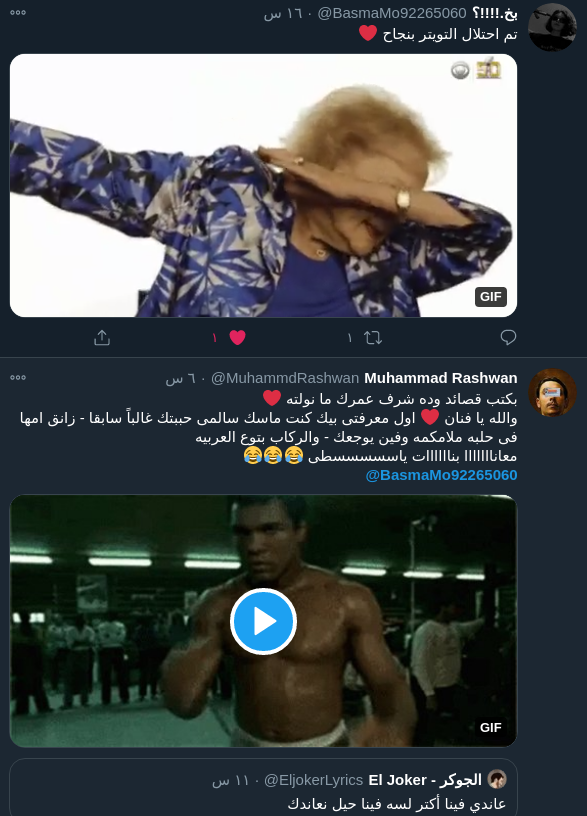 بخ.!!!!؟ @BasmaMo92265060 · ١٦ س
تم احتلال التويتر بنجاح ❤️
GIF
١ ١
Muhammad Rashwan @MuhammdRashwan · ٦ س
بكتب قصائد وده شرف عمرك ما نولته ❤️
والله يا فنان ❤️ اول معرفتى بيك كنت ماسك سالمى حبيتك غالباً سابقا - زانق امها
فى حلبه ملامكمه وفين يوجعك - والركاب بتوع العربيه
معاناااااااا بناااااات ياسسسسسسطى 😂😂😂
@BasmaMo92265060
GIF
الجوكر - El Joker @EljokerLyrics · ١١ س
عاندي فينا أكتر لسه فينا حيل نعاندك